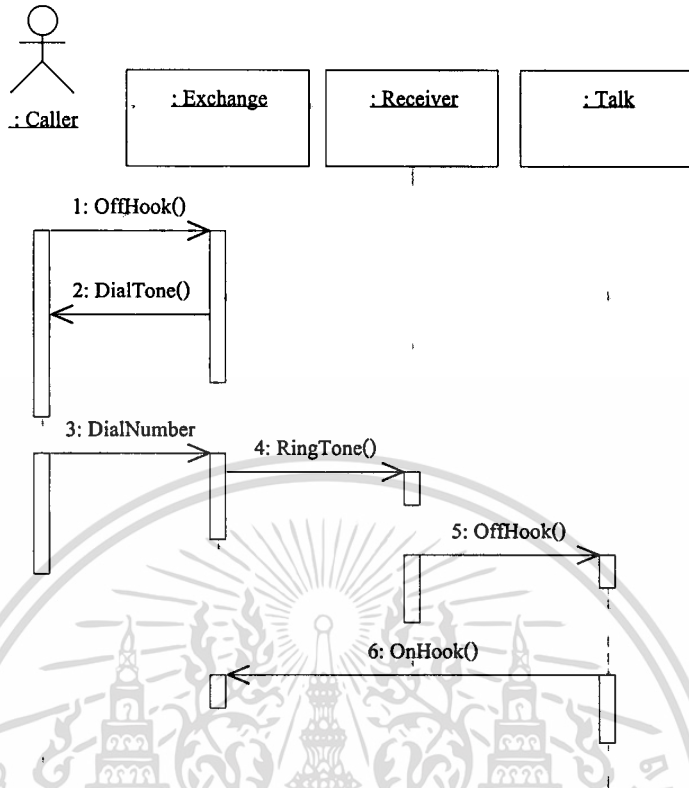 : Caller
: Exchange
: Receiver
: Talk
1: OffHook()
2: DialTone()
3: DialNumber
4: RingTone()
5: OffHook()
6: OnHook()